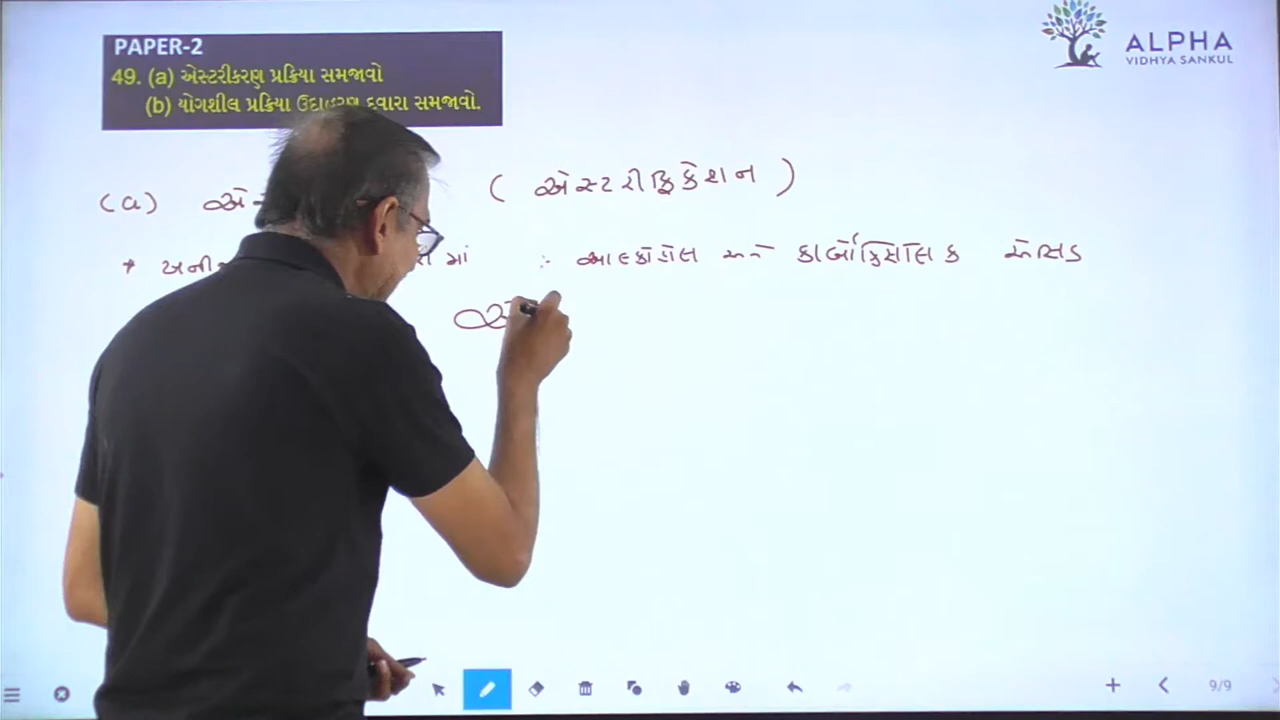 PAPER-2
49. (a) એસ્ટરીકરણ પ્રક્રિયા સમજાવો
(b) યોગશીલ પ્રક્રિયા ઉદાહરણ દવારા સમજાવો.
ALPHA
VIDHYA SANKUL
(a) ( એસ્ટરીફિકેશન )
* માં : આલ્કોહોલ અને કાર્બોક્સિલિક એસિડ
9/9